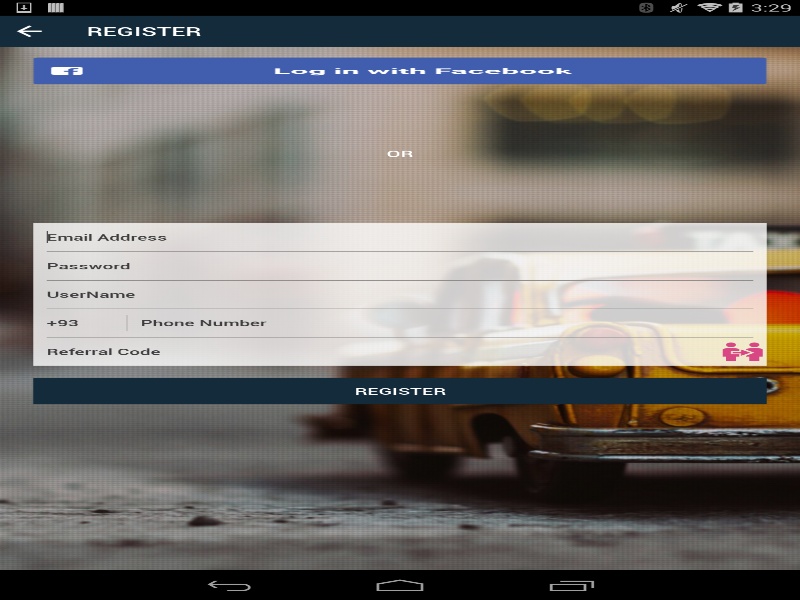 3:29
REGISTER
Log in with Facebook
OR
Email Address
Password
UserName
+93 Phone Number
Referral Code
REGISTER